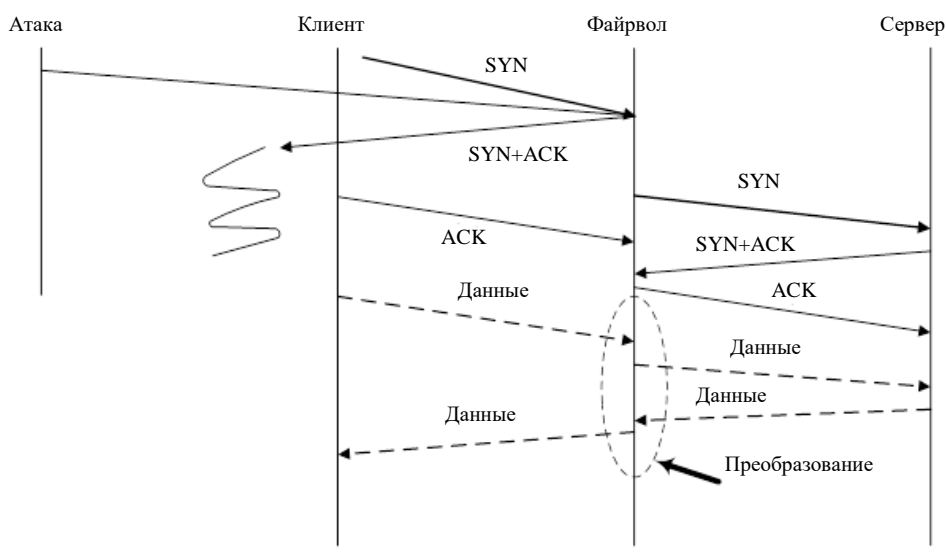 Атака
Клиент
Файрвол
Сервер
SYN
SYN+ACK
SYN
ACK
SYN+ACK
Данные
ACK
Данные
Данные
Данные
Преобразование